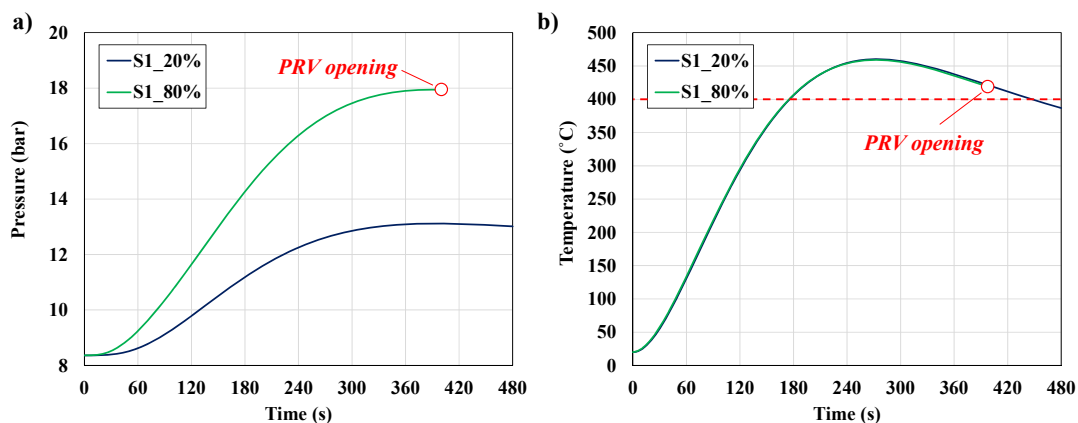 a)
Pressure (bar)
20
18
16
14
12
10
8
S1_20%
S1_80%
PRV opening
0 60 120 180 240 300 360 420 480
Time (s)
b)
Temperature (˚C)
500
450
400
350
300
250
200
150
100
50
0
S1_20%
S1_80%
PRV opening
0 60 120 180 240 300 360 420 480
Time (s)